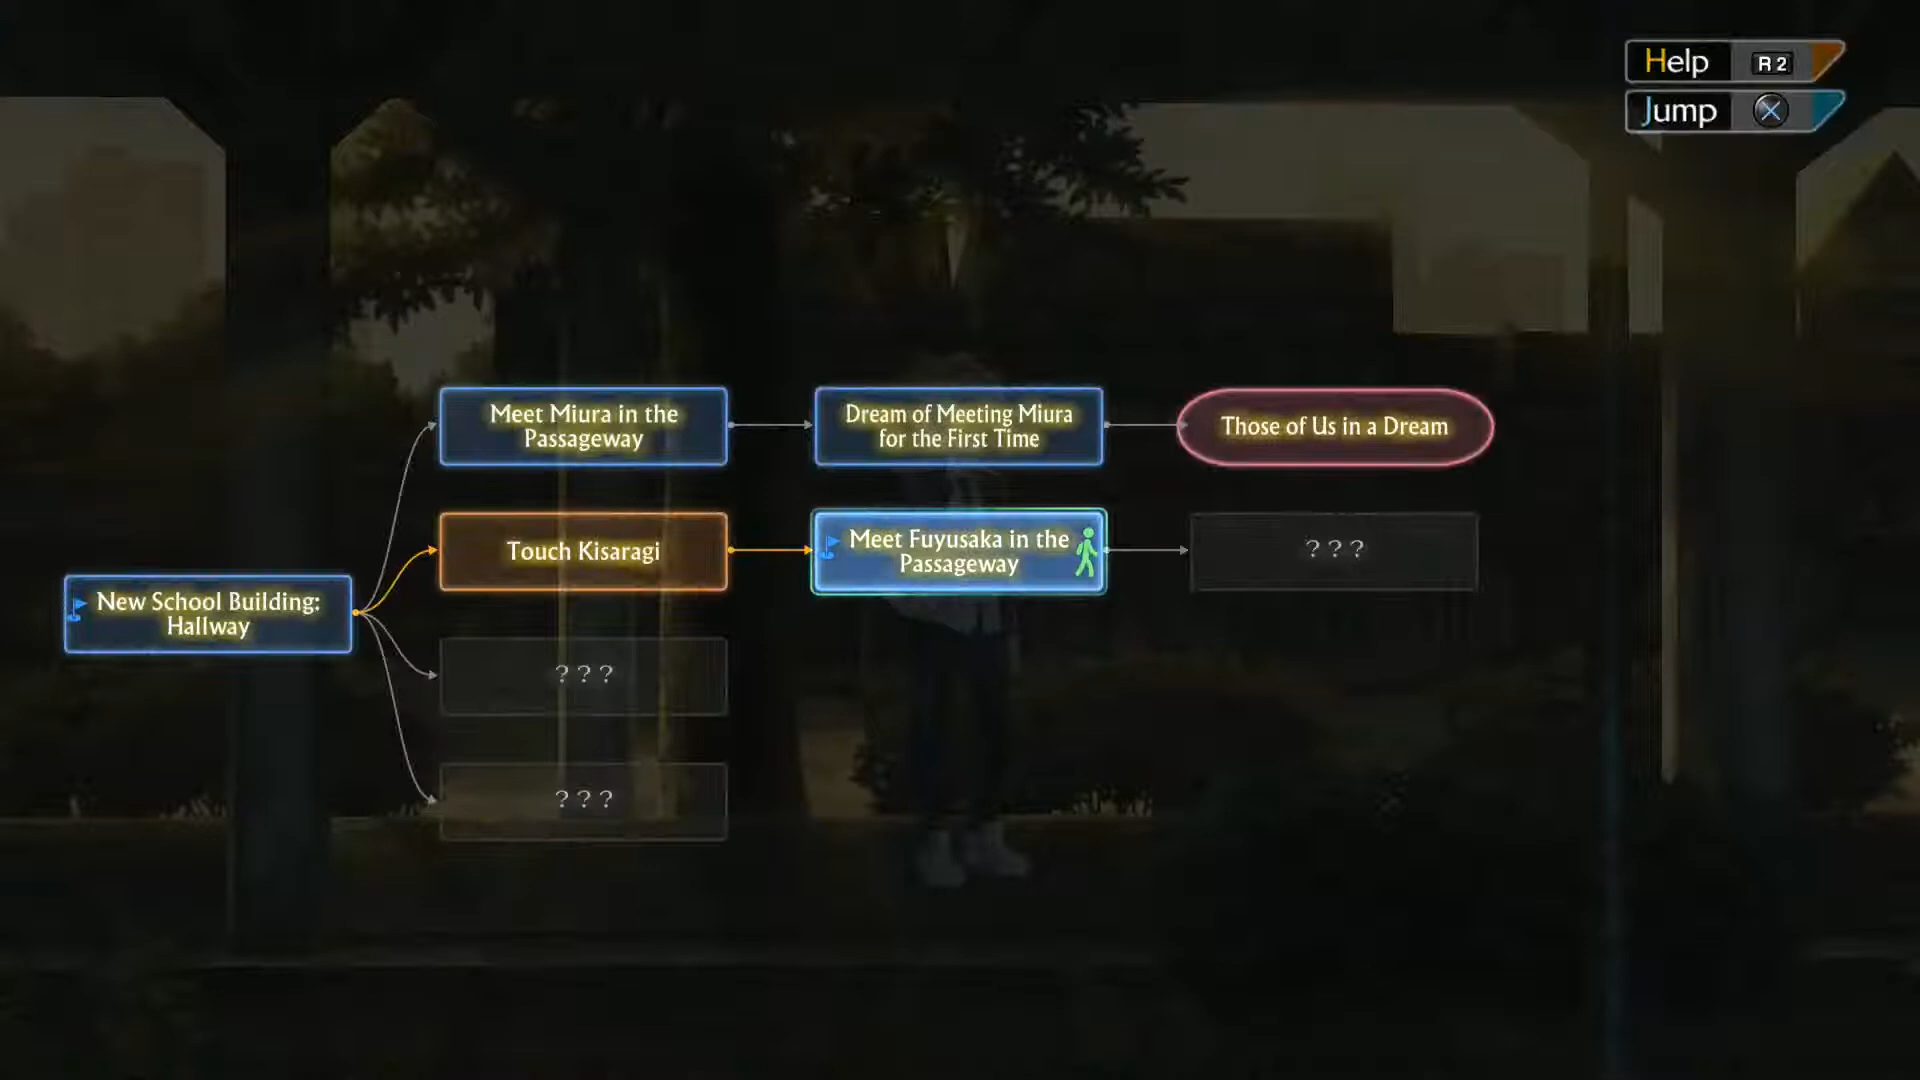 Help R2
Jump
Meet Miura in the
Passageway
Dream of Meeting Miura
for the First Time
Those of Us in a Dream
Touch Kisaragi
Meet Fuyusaka in the
Passageway
? ? ?
New School Building:
Hallway
? ? ?
? ? ?